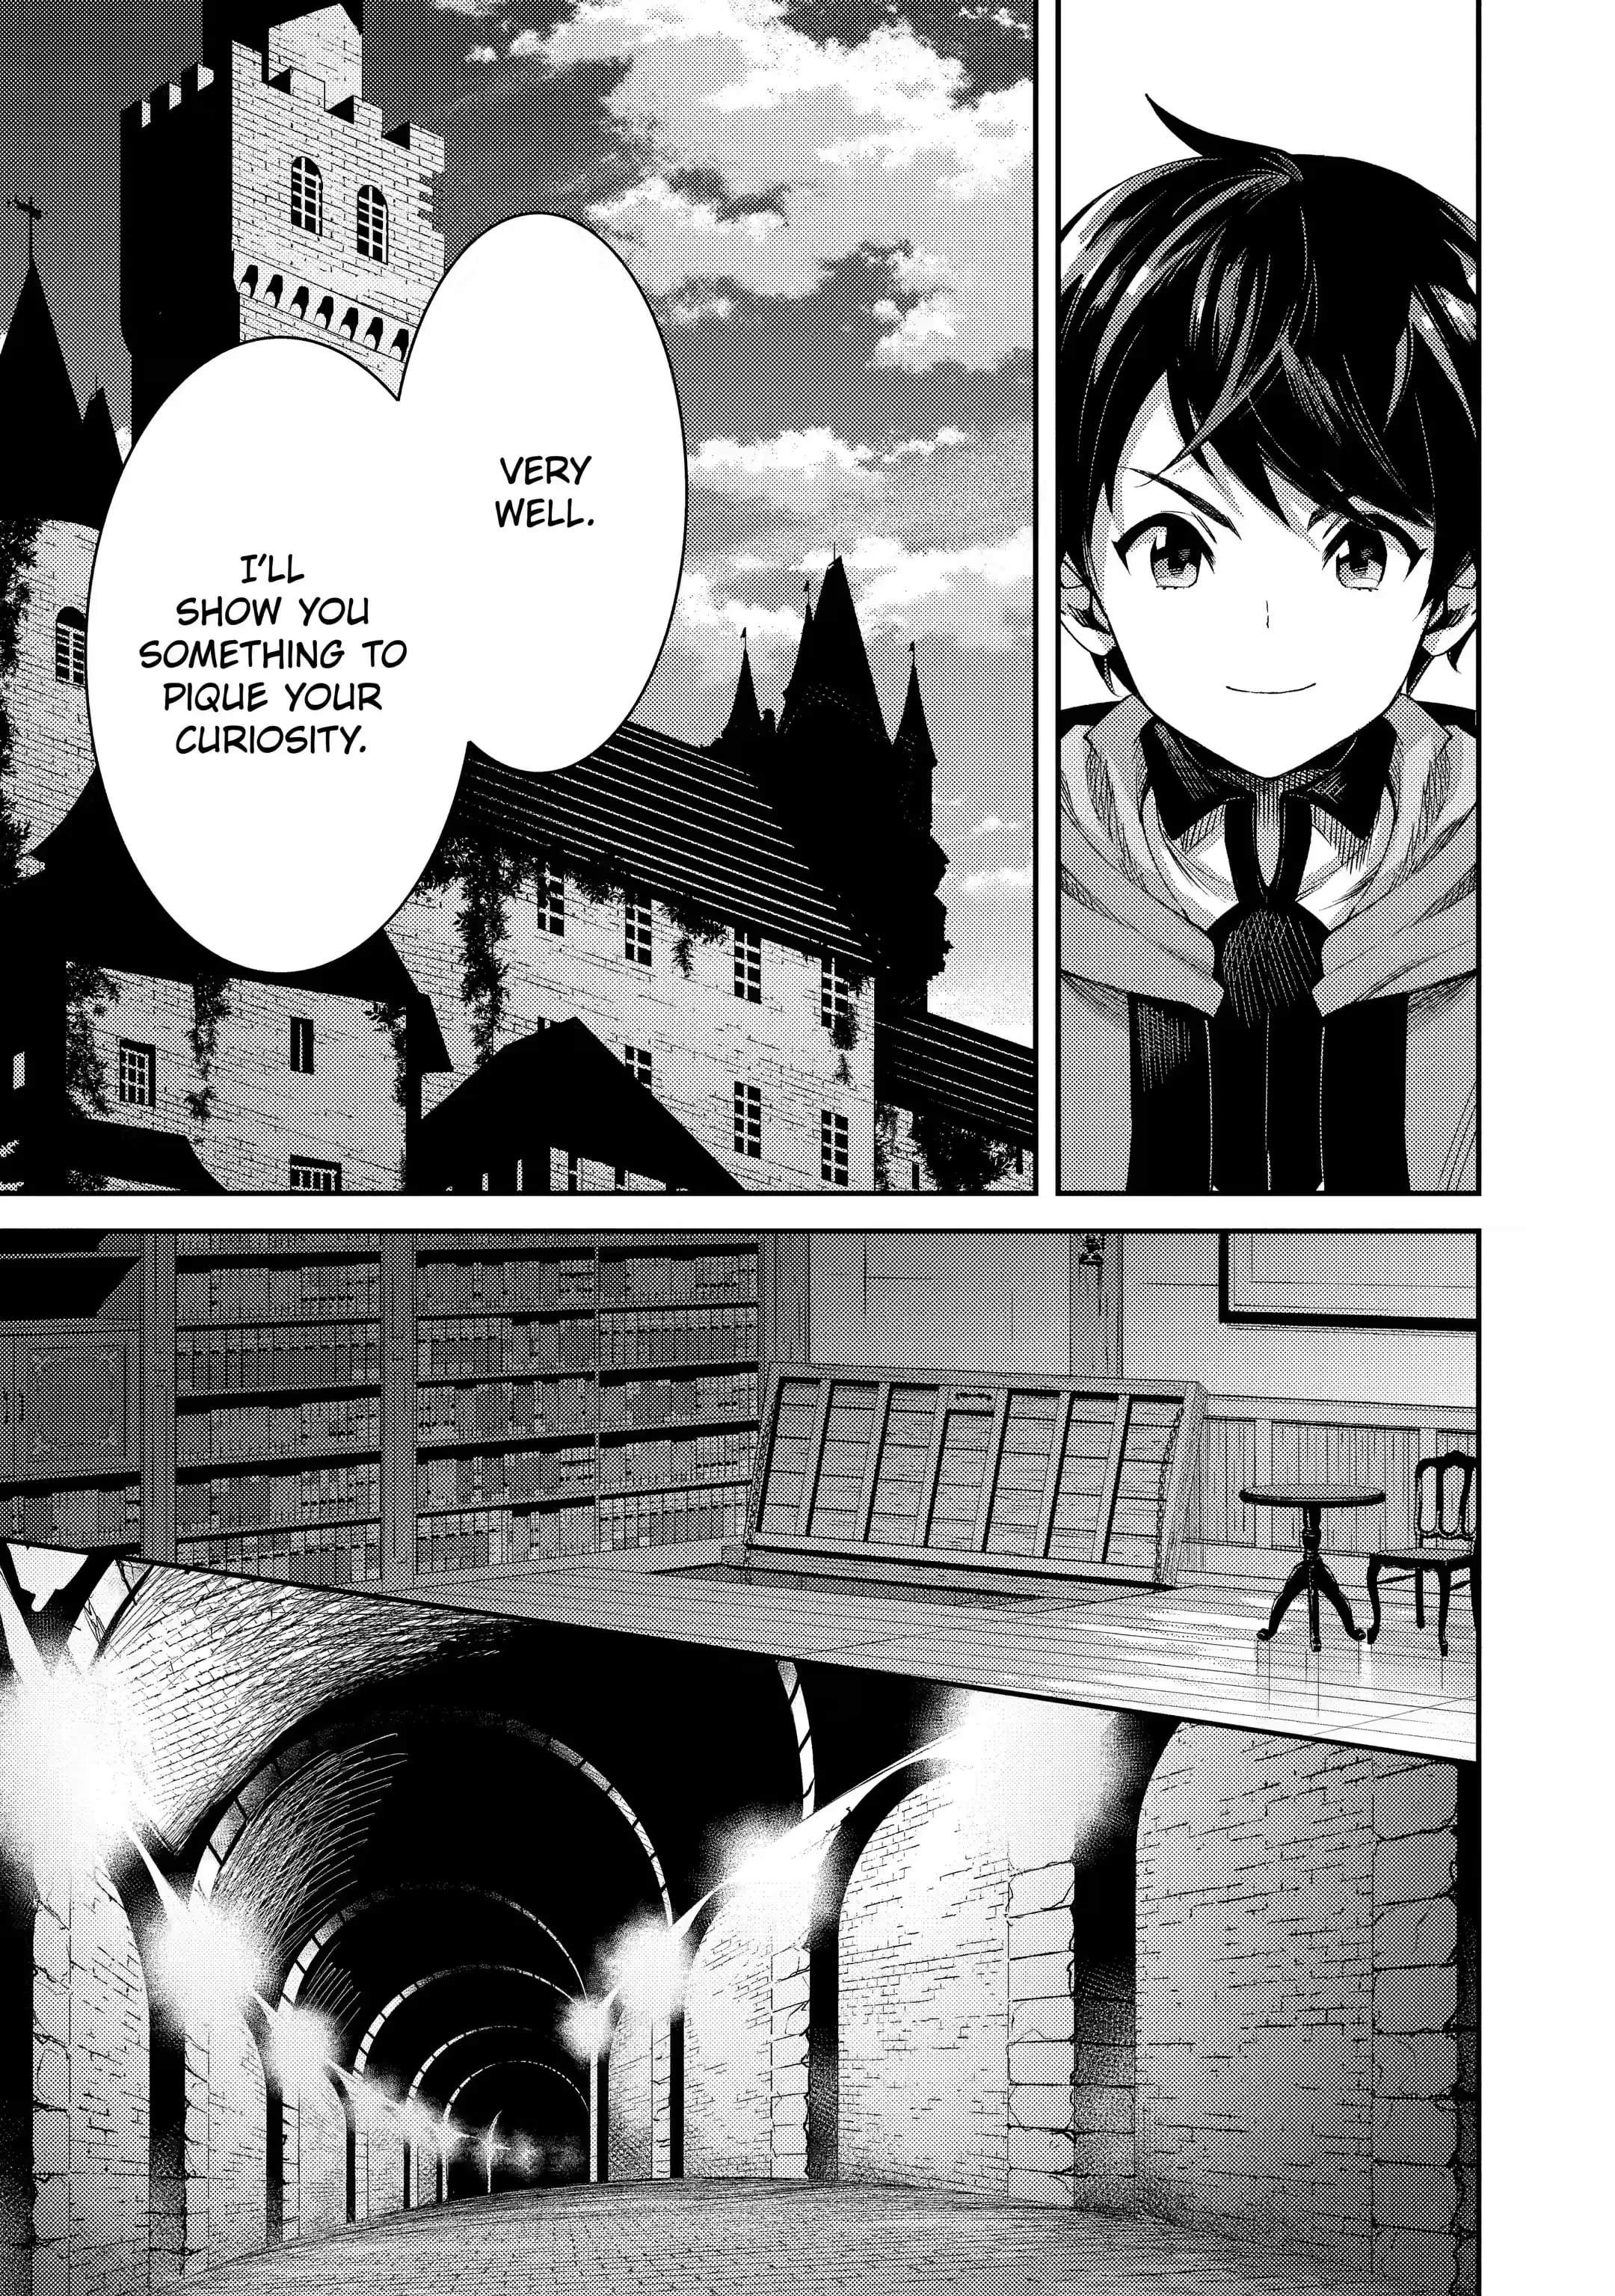 VERY
WELL.
I'LL
SHOW YOU
SOMETHING TO
PIQUE YOUR
CURIOSITY.